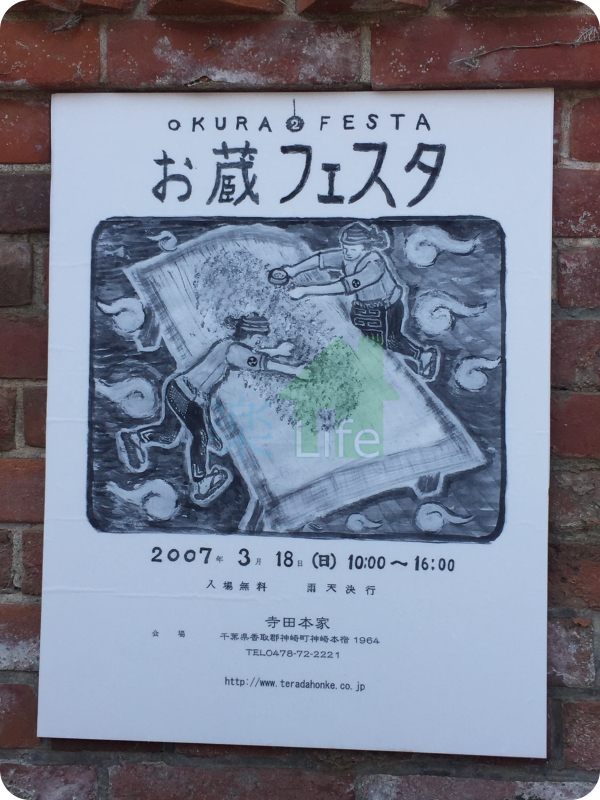 OKURA ② FESTA
お蔵フェスタ
楽 Life
2007年 3月 18日 (日) 10:00〜16:00
入場無料 雨天決行
寺田本家
会場 千葉県香取郡神崎町神崎本宿 1964
TEL0478-72-2221
http://www.teradahonke.co.jp